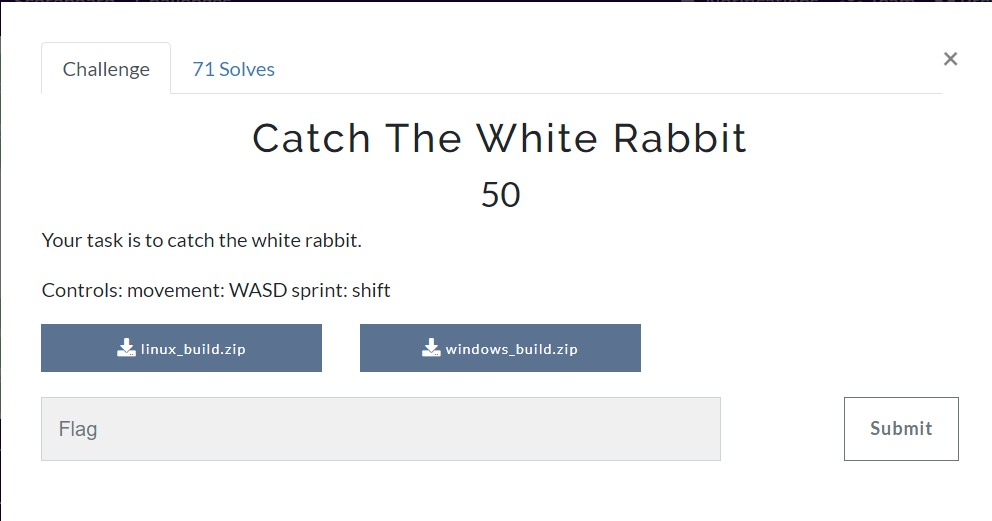 Challenge
71 Solves
×
Catch The White Rabbit
50
Your task is to catch the white rabbit.
Controls: movement: WASD sprint: shift
linux_build.zip
windows_build.zip
Flag
Submit